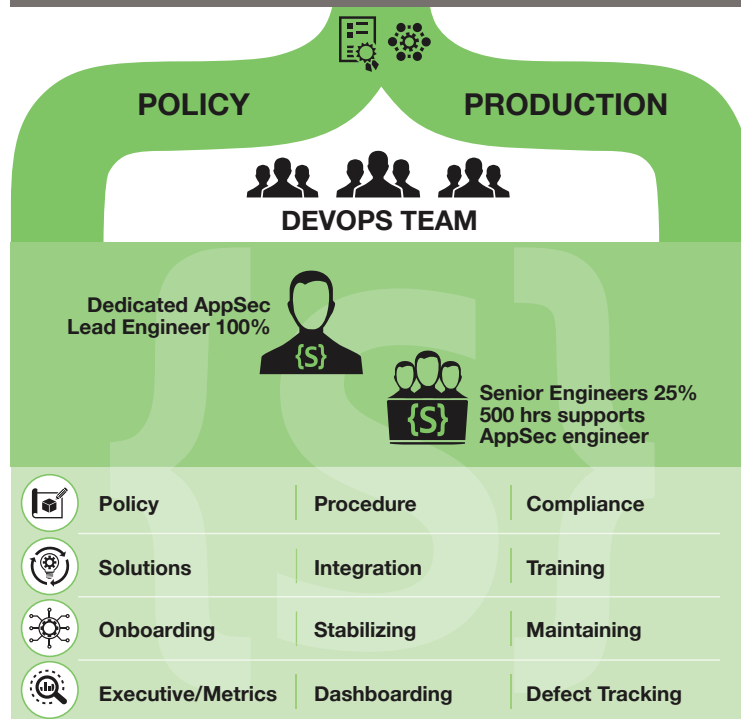 POLICY
PRODUCTION
DEVOPS TEAM
Dedicated AppSec
Lead Engineer 100%
{S}
{S}
Senior Engineers 25%
500 hrs supports
AppSec engineer
Policy
Procedure
Compliance
Solutions
Integration
Training
Onboarding
Stabilizing
Maintaining
Executive/Metrics
Dashboarding
Defect Tracking
{S}